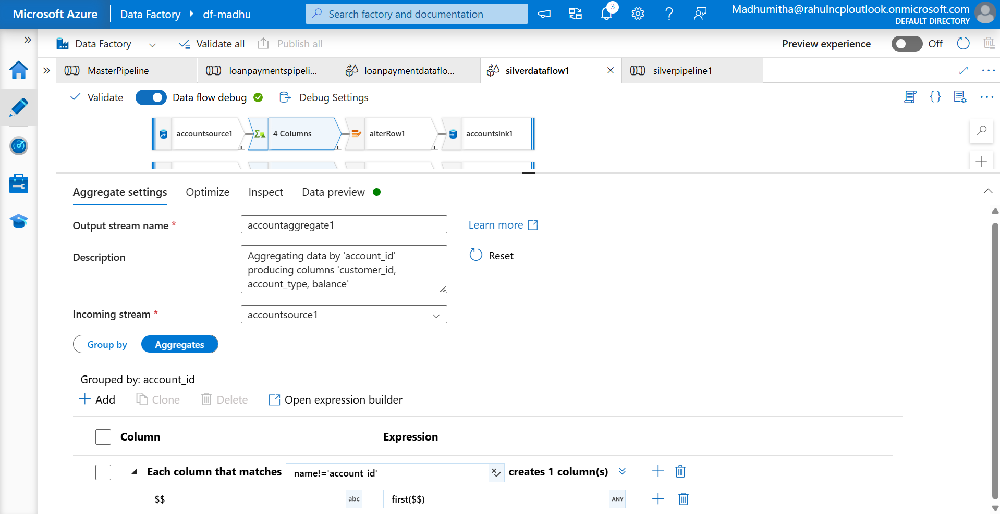 Microsoft Azure
Data Factory
df-madhu
Search factory and documentation
3
Madhumitha@rahulncploutlook.onmicrosoft.com
DEFAULT DIRECTORY
Data Factory
Validate all
Publish all
Preview experience
Off
MasterPipeline
loanpaymentspipeli...
loanpaymentdataflo...
silverdataflow1
silverpipeline1
Validate
Data flow debug
Debug Settings
accountsource1
4 Columns
alterRow1
accountsink1
Aggregate settings
Optimize
Inspect
Data preview
Output stream name *
accountaggregate1
Learn more
Description
Aggregating data by 'account_id'
producing columns 'customer_id,
account_type, balance'
Reset
Incoming stream *
accountsource1
Group by
Aggregates
Grouped by: account_id
Add
Clone
Delete
Open expression builder
Column
Expression
Each column that matches
name!='account_id'
creates 1 column(s)
$$
abc
first($$)
ANY